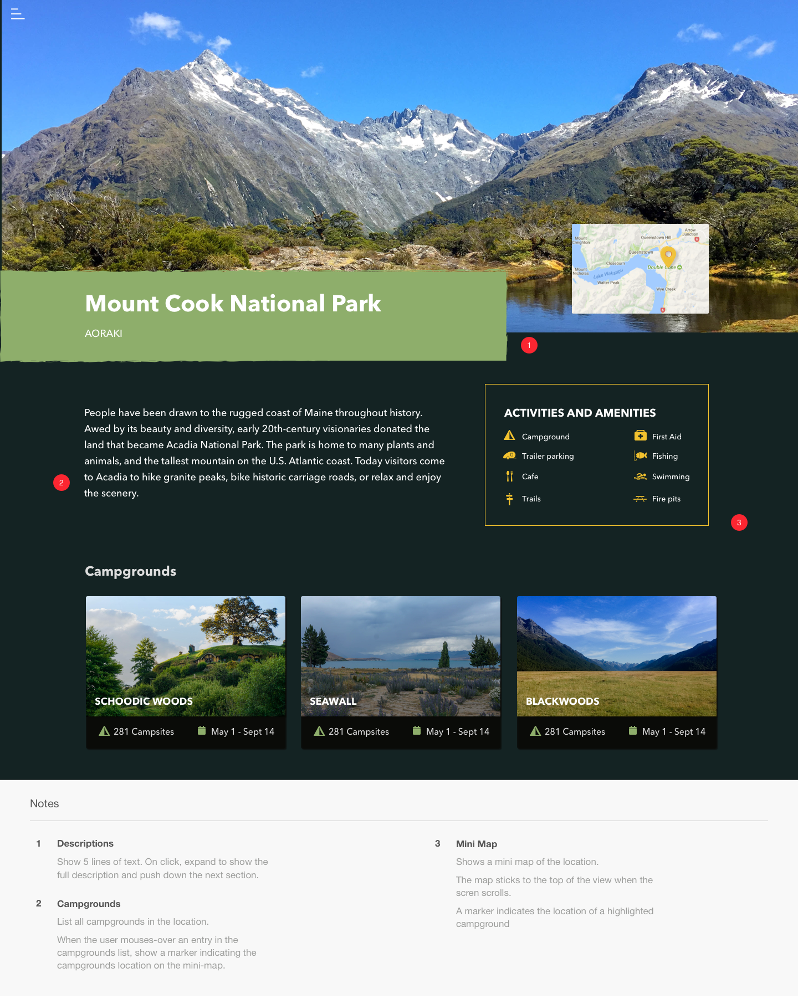 Mount Creighton
Arrow Junction
Queenstown Hill
6
Queenstown
Closeburn
Double Cone
Mount Nicholas
Lake Wakatipu
Walter Peak
Wye Creek
6
Mount Cook National Park
AORAKI
1
People have been drawn to the rugged coast of Maine throughout history.
Awed by its beauty and diversity, early 20th-century visionaries donated the
land that became Acadia National Park. The park is home to many plants and
animals, and the tallest mountain on the U.S. Atlantic coast. Today visitors come
to Acadia to hike granite peaks, bike historic carriage roads, or relax and enjoy
the scenery.
2
ACTIVITIES AND AMENITIES
Campground
First Aid
Trailer parking
Fishing
Cafe
Swimming
Trails
Fire pits
3
Campgrounds
SCHOODIC WOODS
281 Campsites
May 1 - Sept 14
SEAWALL
281 Campsites
May 1 - Sept 14
BLACKWOODS
281 Campsites
May 1 - Sept 14
Notes
1 Descriptions
Show 5 lines of text. On click, expand to show the
full description and push down the next section.
2 Campgrounds
List all campgrounds in the location.
When the user mouses-over an entry in the
campgrounds list, show a marker indicating the
campgrounds location on the mini-map.
3 Mini Map
Shows a mini map of the location.
The map sticks to the top of the view when the
scren scrolls.
A marker indicates the location of a highlighted
campground